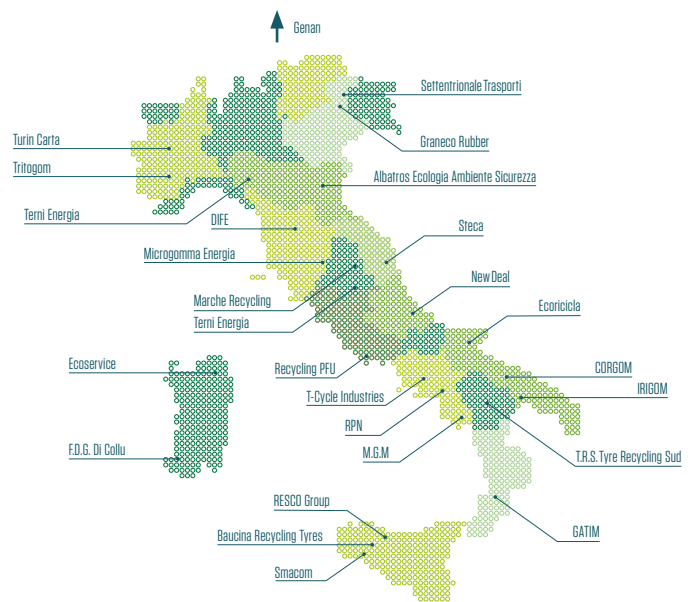 Genan
Settentrionale Trasporti
Graneco Rubber
Turin Carta
Tritogom
Albatros Ecologia Ambiente Sicurezza
Terni Energia
DIFE
Steca
Microgomma Energia
New Deal
Marche Recycling
Ecoricicla
Terni Energia
Ecoservice
Recycling PFU
CORGOM
IRIGOM
T-Cycle Industries
RPN
M.G.M
F.D.G. Di Collu
T.R.S. Tyre Recycling Sud
RESCO Group
GATIM
Baucina Recycling Tyres
Smacom